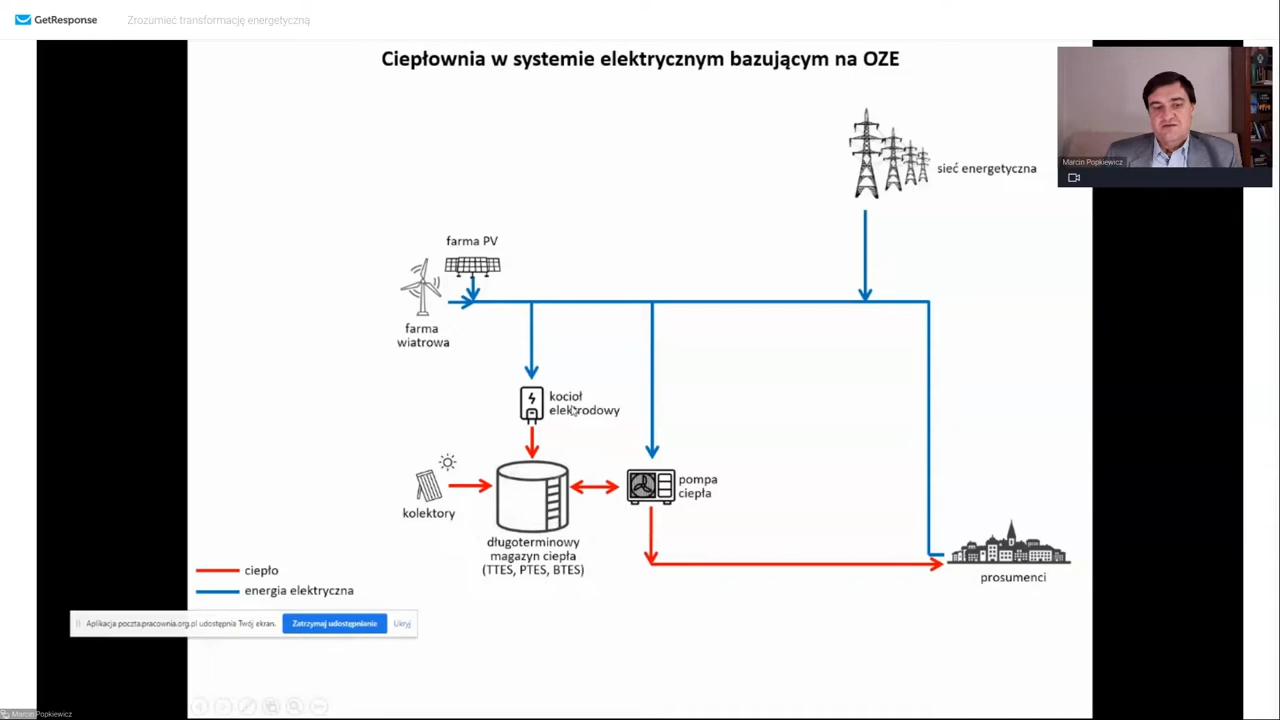 GetResponse
Zrozumieć transformację energetyczną
Ciepłownia w systemie elektrycznym bazującym na OZE
Marcin Popkiewicz
sieć energetyczna
farma PV
farma
wiatrowa
kocioł
elektrodowy
kolektory
pompa
ciepła
długoterminowy
magazyn ciepła
(TTES, PTES, BTES)
prosumenci
ciepło
energia elektryczna
Aplikacja poczta.pracownia.org.pl udostępnia Twój ekran.
Zatrzymaj udostępnianie
Ukryj
Marcin Popkiewicz